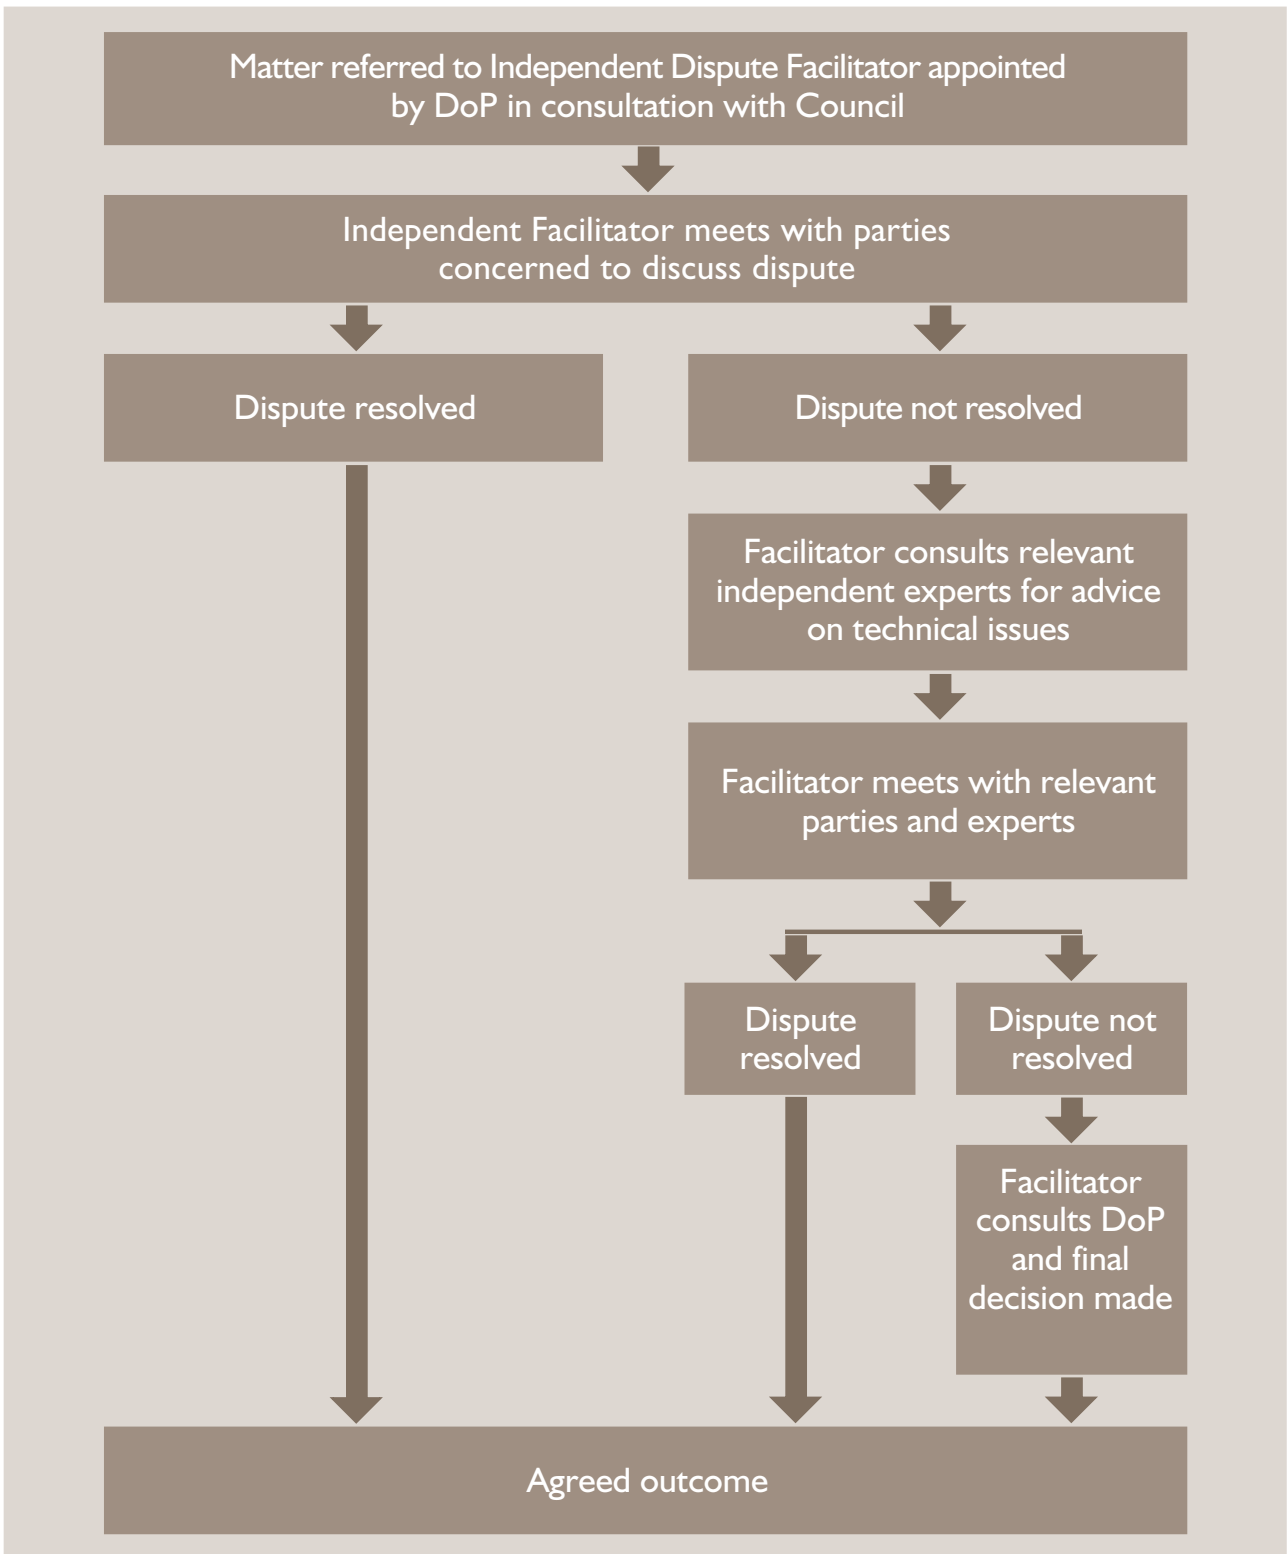 Matter referred to Independent Dispute Facilitator appointed
by DoP in consultation with Council
Independent Facilitator meets with parties
concerned to discuss dispute
Dispute resolved
Dispute not resolved
Facilitator consults relevant
independent experts for advice
on technical issues
Facilitator meets with relevant
parties and experts
Dispute
resolved
Dispute not
resolved
Facilitator
consults DoP
and final
decision made
Agreed outcome